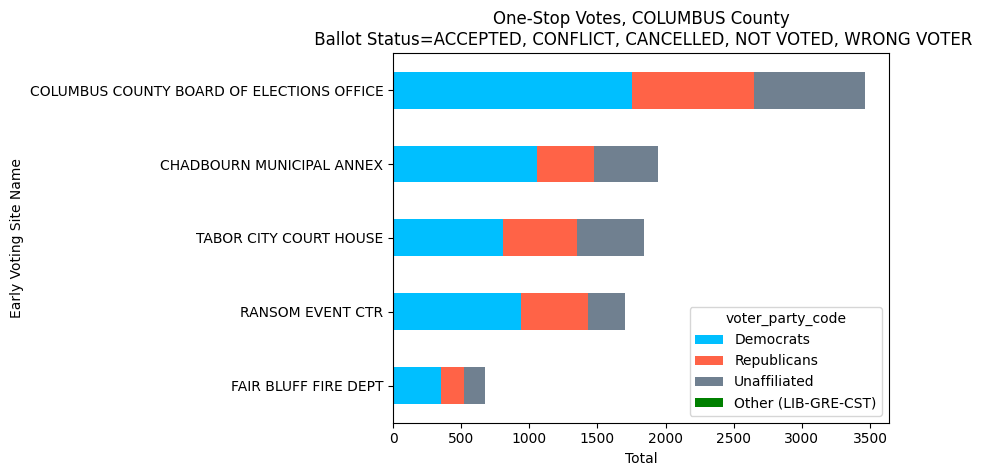 One-Stop Votes, COLUMBUS County
Ballot Status=ACCEPTED, CONFLICT, CANCELLED, NOT VOTED, WRONG VOTER
Early Voting Site Name
COLUMBUS COUNTY BOARD OF ELECTIONS OFFICE
CHADBOURN MUNICIPAL ANNEX
TABOR CITY COURT HOUSE
RANSOM EVENT CTR
FAIR BLUFF FIRE DEPT
voter_party_code
Democrats
Republicans
Unaffiliated
Other (LIB-GRE-CST)
0 500 1000 1500 2000 2500 3000 3500
Total